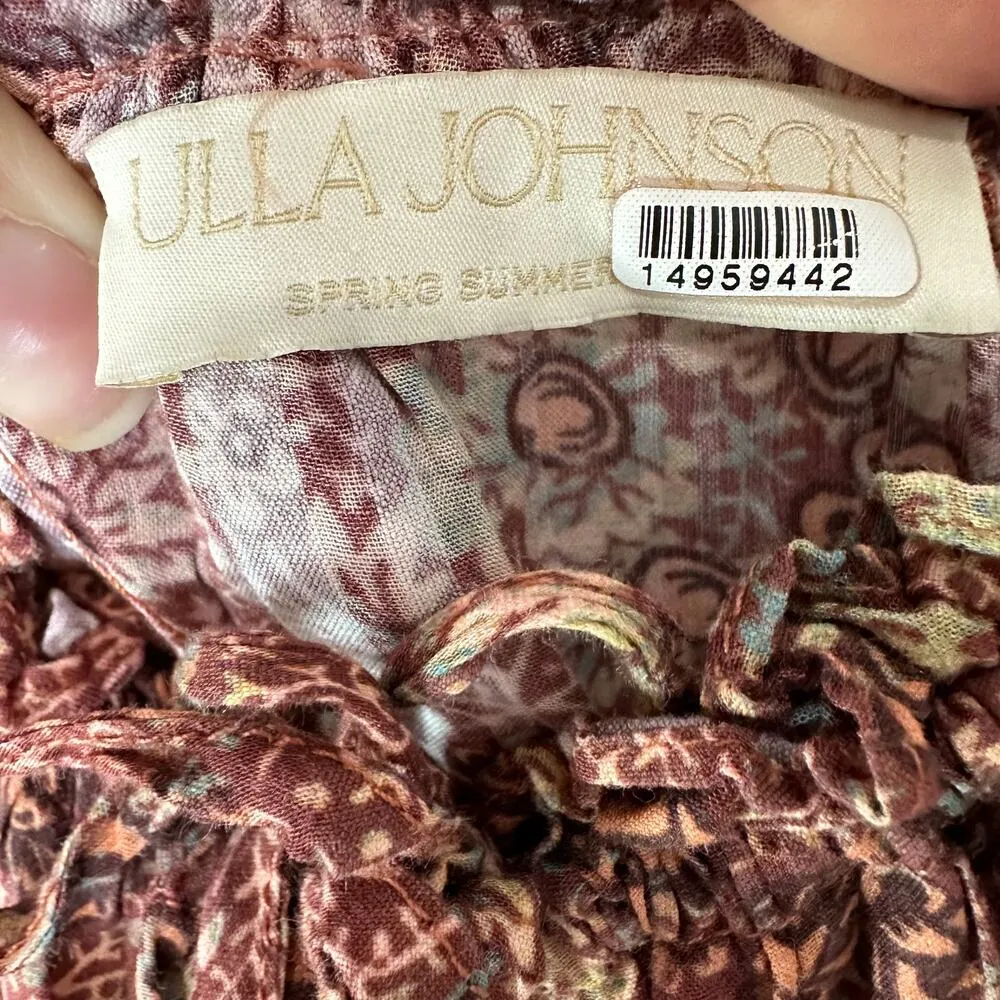 ULLA JOHNSON
SPRING SUMMER
14959442